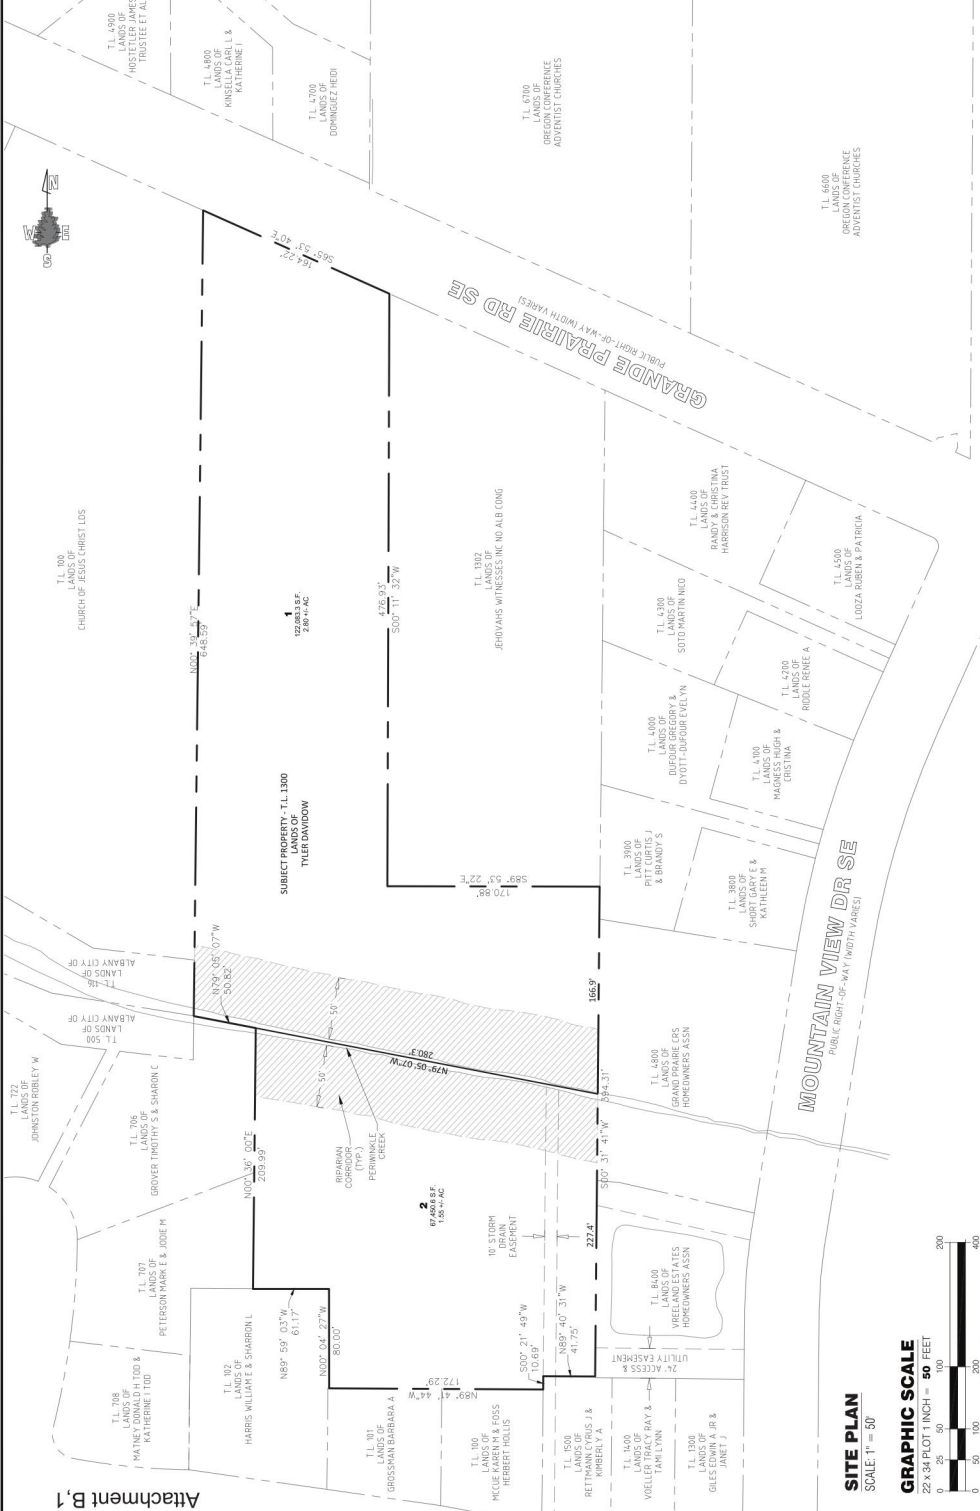 Attachment B,1
N
W
E
S
T.L. 4900
LANDS OF
HOSTETLER JAMES
TRUSTEE ET AL
T.L. 4800
LANDS OF
KINSELLA CARL L &
KATHERINE I
T.L. 4700
LANDS OF
DOMINGUEZ HEIDI
T.L. 6700
LANDS OF
OREGON CONFERENCE
ADVENTIST CHURCHES
T.L. 6600
LANDS OF
OREGON CONFERENCE
ADVENTIST CHURCHES
GRANDE PRAIRIE RD SE
PUBLIC RIGHT-OF-WAY (WIDTH VARIES)
S65° 53' 40"E
164.22'
T.L. 100
LANDS OF
CHURCH OF JESUS CHRIST LDS
N00° 39' 57"E
648.59'
1
122,083.3 S.F.
2.80 +/- AC
476.93'
S00° 11' 32"W
T.L. 1302
LANDS OF
JEHOVAHS WITNESSES INC NO ALB CONG
SUBJECT PROPERTY - T.L. 1300
LANDS OF
TYLER DAVIDOW
S89° 53' 22"E
170.88'
T.L. 4400
LANDS OF
RANDY & CHRISTINA
HARRISON REV TRUST
T.L. 4500
LANDS OF
LOOZA RUBEN & PATRICIA
T.L. 4300
LANDS OF
SOTO MARTIN NICO
T.L. 4200
LANDS OF
RIDDLE RENEE A
T.L. 4000
LANDS OF
DUFOUR GREGORY &
DYOTT-DUFOUR EVELYN
T.L. 4100
LANDS OF
MAGNESS HUGH &
CRISTINA
T.L. 3900
LANDS OF
PITT CURTIS J
& BRANDY S
T.L. 3800
LANDS OF
SHORT GARY E &
KATHLEEN M
MOUNTAIN VIEW DR SE
PUBLIC RIGHT-OF-WAY (WIDTH VARIES)
T.L. 116
LANDS OF
ALBANY CITY OF
T.L. 500
LANDS OF
ALBANY CITY OF
N79° 05' 07"W
50.82'
50'
50'
N79° 05' 07"W
280.3'
166.9'
394.31'
S00° 31' 41"W
T.L. 4800
LANDS OF
GRAND PRAIRIE CRS
HOMEOWNERS ASSN
RIPARIAN
CORRIDOR
(TYP.)
PERIWINKLE
CREEK
T.L. 722
LANDS OF
JOHNSTON ROBLEY W
T.L. 706
LANDS OF
GROVER TIMOTHY S & SHARON C
N00° 36' 00"E
209.99'
T.L. 707
LANDS OF
PETERSON MARK E & JODIE M
2
67,450.6 S.F.
1.55 +/- AC
10' STORM
DRAIN
EASEMENT
227.4'
T.L. 8400
LANDS OF
VREELAND ESTATES
HOMEOWNERS ASSN
24' ACCESS &
UTILITY EASEMENT
N89° 59' 03"W
61.17'
N00° 04' 27"W
80.00'
N89° 41' 44"W
172.29'
S00° 21' 49"W
10.69'
N89° 40' 31"W
41.75'
T.L. 708
LANDS OF
MATNEY DONALD H TOD &
KATHERINE I TOD
T.L. 102
LANDS OF
HARRIS WILLIAM E & SHARRON L
T.L. 101
LANDS OF
GROSSMAN BARBARA A
T.L. 100
LANDS OF
MCCUE KAREN M & FOSS
HERBERT HOLLIS
T.L. 1500
LANDS OF
RETTMANN CYRUS J &
KIMBERLY A
T.L. 1400
LANDS OF
VOELLER TRACY RAY &
TAMI LYNN
T.L. 1300
LANDS OF
GILES EDWIN A JR &
JANET J
SITE PLAN
SCALE: 1" = 50'
GRAPHIC SCALE
22 x 34 PLOT 1 INCH = 50 FEET
0 25 50 100 200
0 50 100 200 400